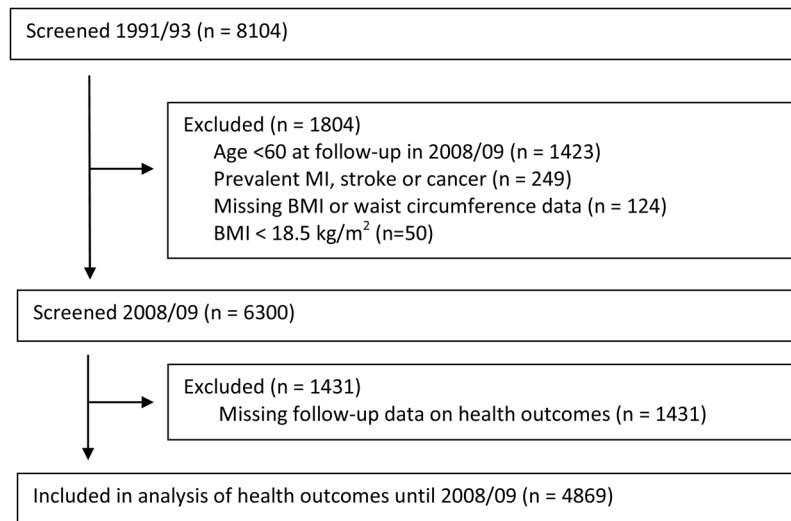 Screened 1991/93 (n = 8104)
Excluded (n = 1804)
Age <60 at follow-up in 2008/09 (n = 1423)
Prevalent MI, stroke or cancer (n = 249)
Missing BMI or waist circumference data (n = 124)
BMI < 18.5 kg/m² (n=50)
Screened 2008/09 (n = 6300)
Excluded (n = 1431)
Missing follow-up data on health outcomes (n = 1431)
Included in analysis of health outcomes until 2008/09 (n = 4869)